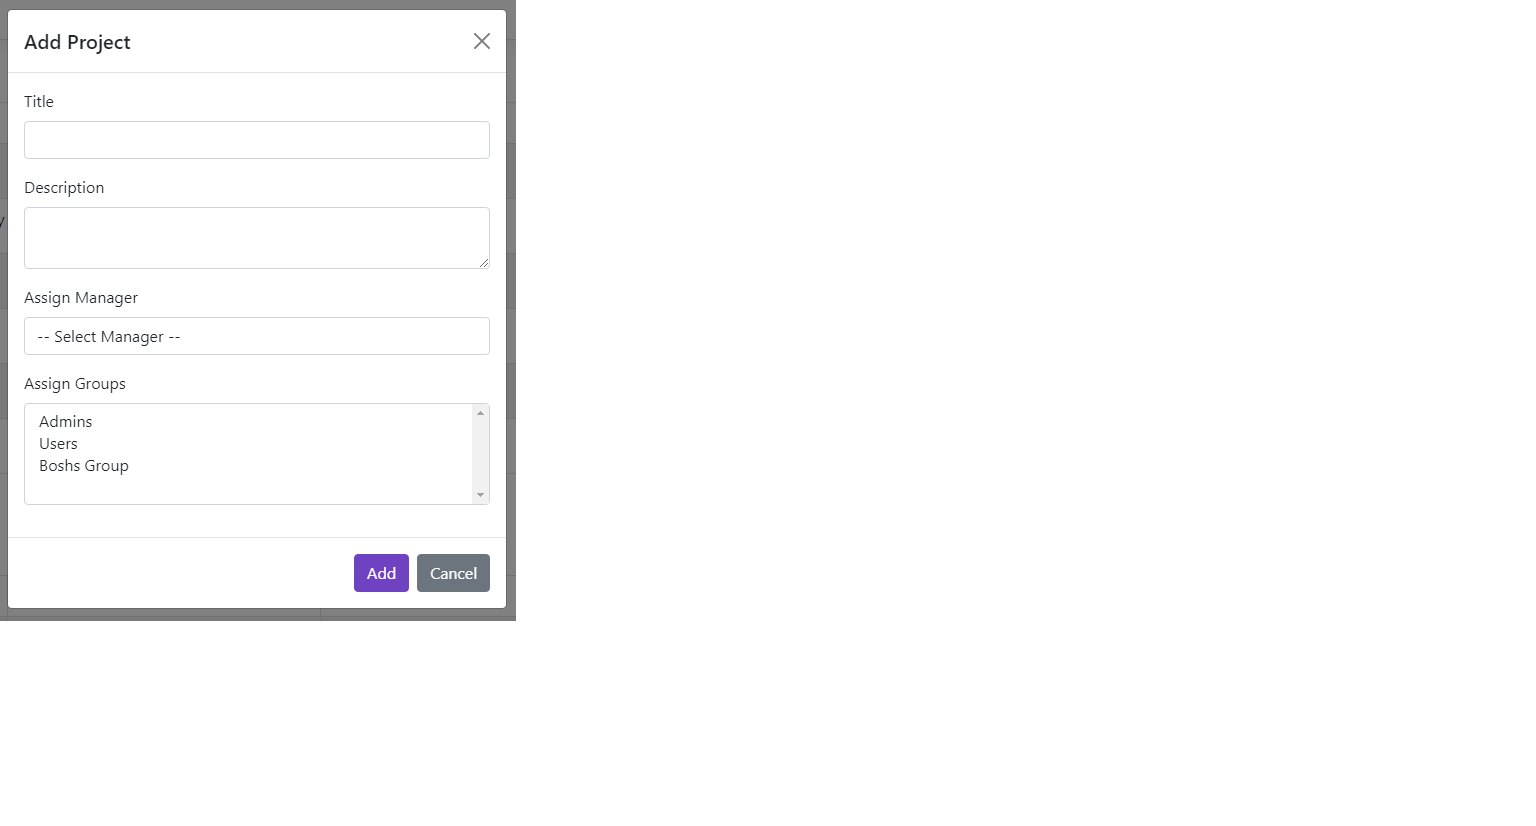 Add Project
Title
Description
Assign Manager
-- Select Manager --
Assign Groups
Admins
Users
Boshs Group
Add
Cancel